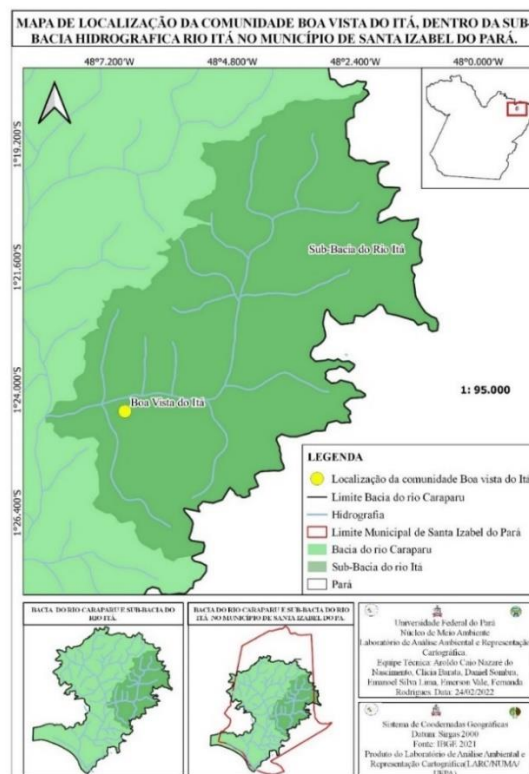 MAPA DE LOCALIZAÇÃO DA COMUNIDADE BOA VISTA DO ITÁ, DENTRO DA SUB-
BACIA HIDROGRAFICA RIO ITÁ NO MUNICÍPIO DE SANTA IZABEL DO PARÁ.
48°7.200'W 48°4.800'W 48°2.400'W 48°0.000'W
1°19.200'S
1°21.600'S
1°24.000'S
1°26.400'S
Sub-Bacia do Rio Itá
Boa Vista do Itá
1: 95.000
LEGENDA
Localização da comunidade Boa vista do Itá
Limite Bacia do rio Caraparu
Hidrografia
Limite Municipal de Santa Izabel do Pará
Bacia do rio Caraparu
Sub-Bacia do rio Itá
Pará
BACIA DO RIO CARAPARU E SUB-BACIA DO
RIO ITÁ.
BACIA DO RIO CARAPARU E SUB-BACIA DO RIO
ITÁ NO MUNICÍPIO DE SANTA IZABEL DO PA.
Universidade Federal do Pará
Núcleo de Meio Ambiente
Laboratório de Análise Ambiental e Representação
Cartográfica.
Equipe Técnica: Aroldo Caio Nazaré do
Nascimento, Clicia Barata, Daniel Sombra,
Emanoel Silva Lima, Emerson Vale, Fernanda
Rodrigues. Data: 24/02/2022
Sistema de Coordenadas Geográficas
Datum: Sirgas 2000
Fonte: IBGE 2021
Produto do Laboratório de Análise Ambiental e
Representação Cartográfica(LARC/NUMA/
UFPA)